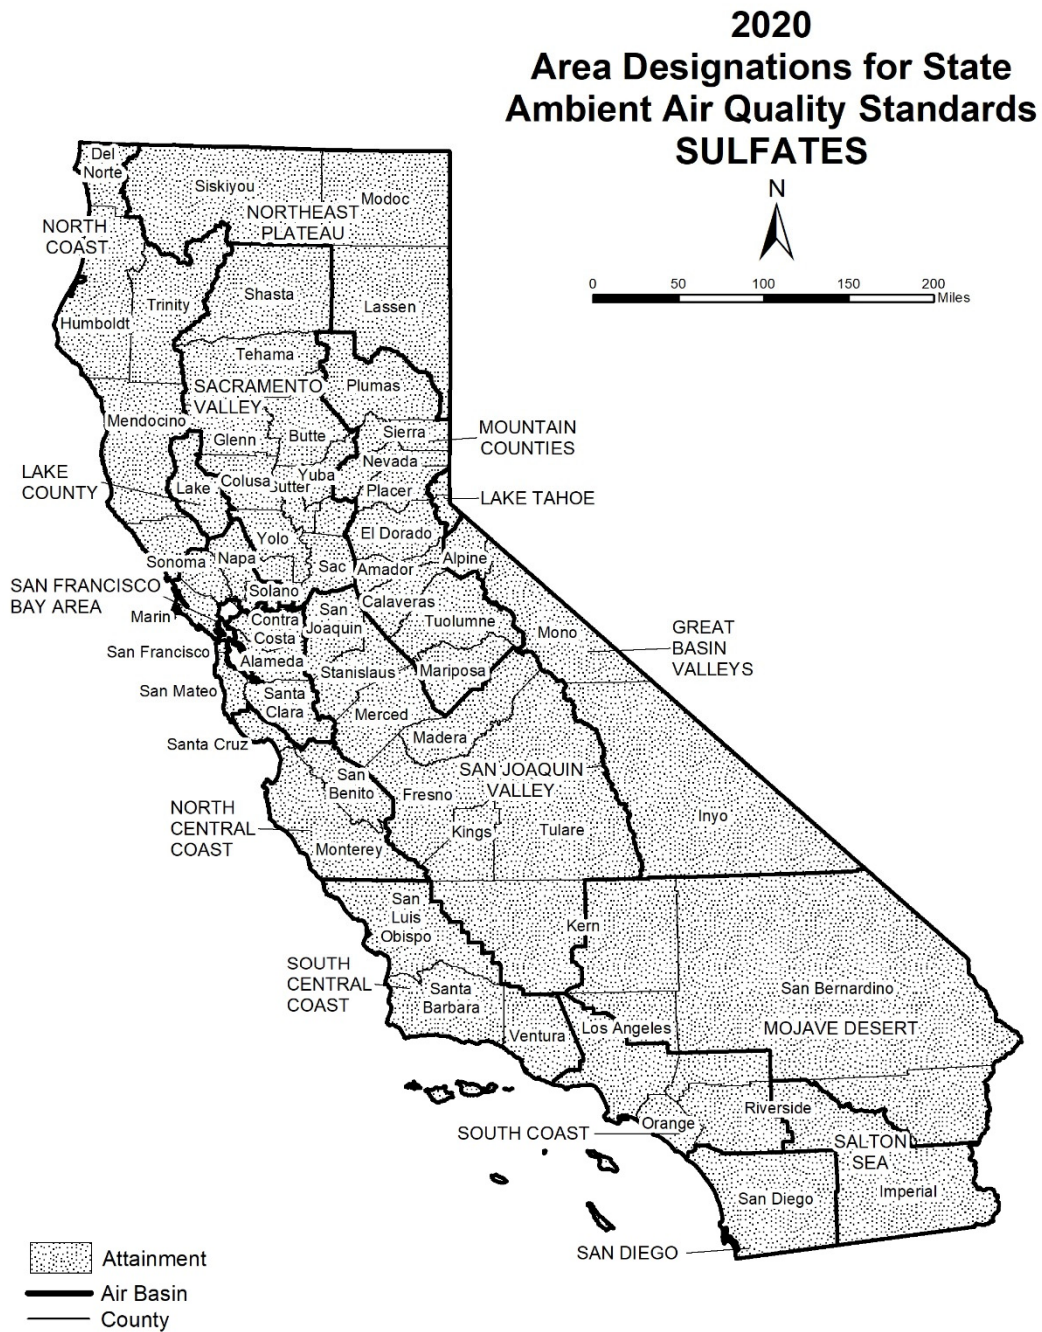 2020
Area Designations for State
Ambient Air Quality Standards
SULFATES
N
0 50 100 150 200
Miles
Del
Norte
Siskiyou
Modoc
NORTHEAST
PLATEAU
NORTH
COAST
Shasta
Trinity
Lassen
Humboldt
Tehama
SACRAMENTO
VALLEY
Plumas
Mendocino
Glenn
Butte
Sierra
MOUNTAIN
COUNTIES
Nevada
LAKE
COUNTY
Lake
Colusa
Sutter
Yuba
Placer
LAKE TAHOE
Yolo
El Dorado
Sonoma
Napa
Sac
Amador
Alpine
SAN FRANCISCO
BAY AREA
Solano
Calaveras
Marin
Contra
Costa
San
Joaquin
Tuolumne
Mono
GREAT
BASIN
VALLEYS
San Francisco
Alameda
Stanislaus
Mariposa
San Mateo
Santa
Clara
Merced
Santa Cruz
Madera
San
Benito
SAN JOAQUIN
VALLEY
Fresno
NORTH
CENTRAL
COAST
Monterey
Kings
Tulare
Inyo
San
Luis
Obispo
Kern
SOUTH
CENTRAL
COAST
Santa
Barbara
San Bernardino
Ventura
Los Angeles
MOJAVE DESERT
SOUTH COAST
Orange
Riverside
SALTON
SEA
San Diego
Imperial
SAN DIEGO
Attainment
Air Basin
County